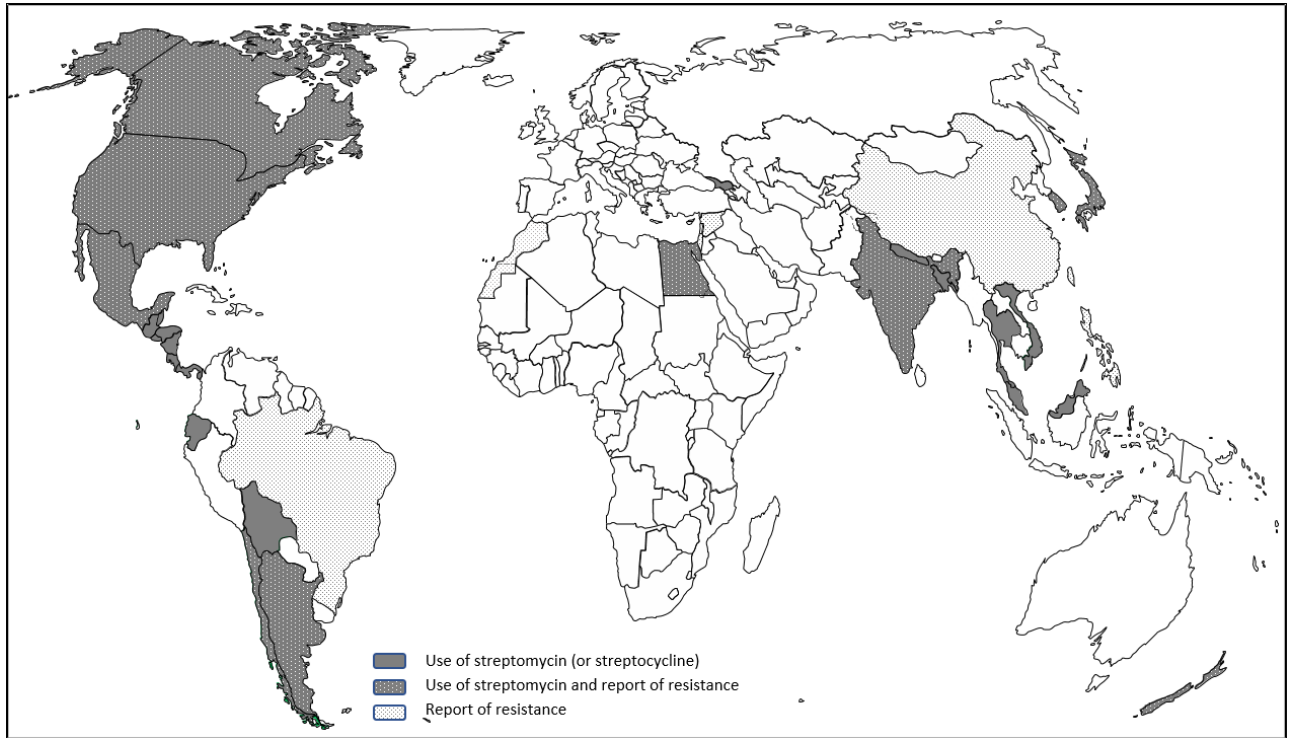 Use of streptomycin (or streptocycline)
Use of streptomycin and report of resistance
Report of resistance